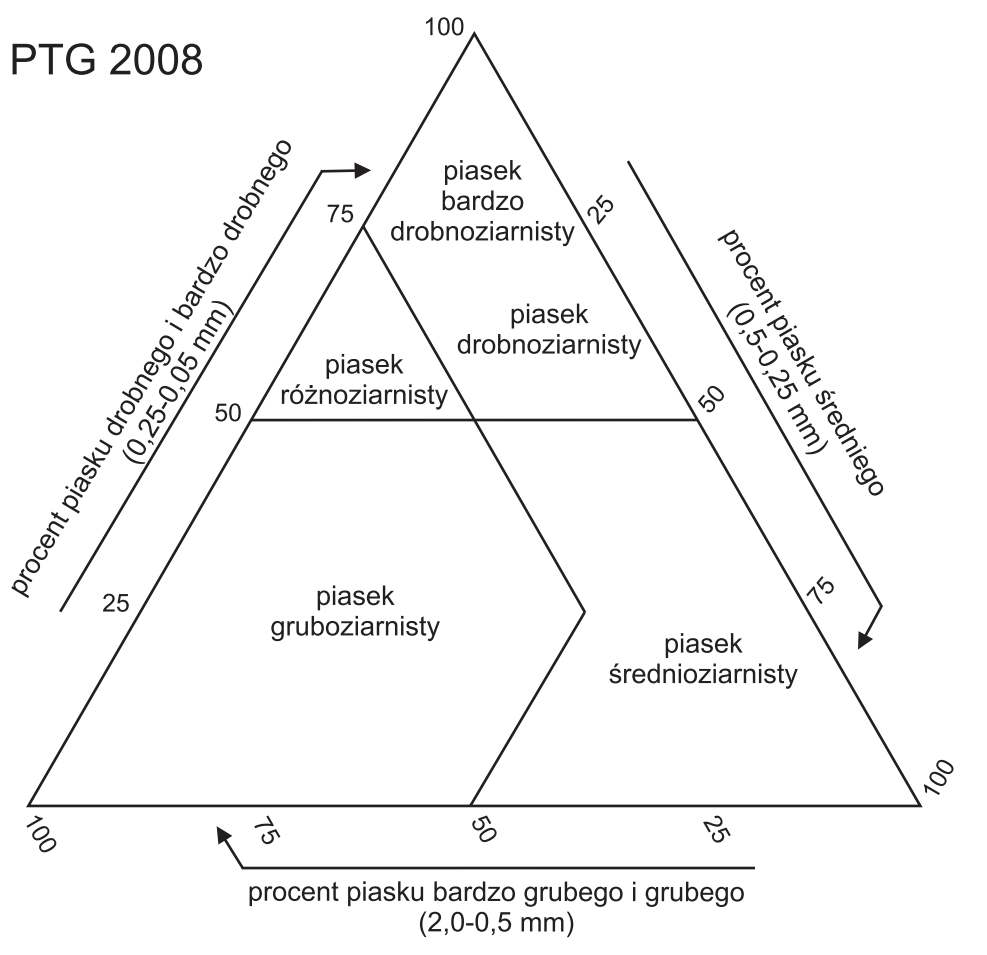 PTG 2008
100
75
50
25
procent piasku drobnego i bardzo drobnego
(0,25-0,05 mm)
piasek
bardzo
drobnoziarnisty
piasek
drobnoziarnisty
piasek
różnoziarnisty
piasek
gruboziarnisty
piasek
średnioziarnisty
25
50
75
100
procent piasku średniego
(0,5-0,25 mm)
100
75
50
25
procent piasku bardzo grubego i grubego
(2,0-0,5 mm)